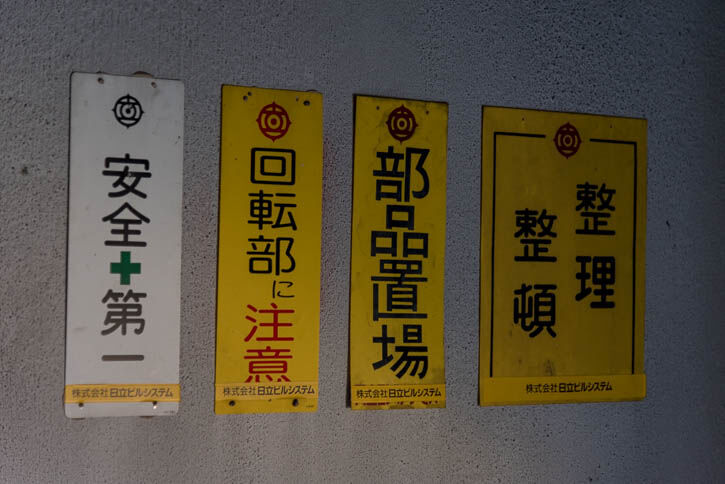 安全+第一
株式会社日立ビルシステム
回転部に注意
株式会社日立ビルシステム
部品置場
株式会社日立ビルシステム
整理
整頓
株式会社日立ビルシステム